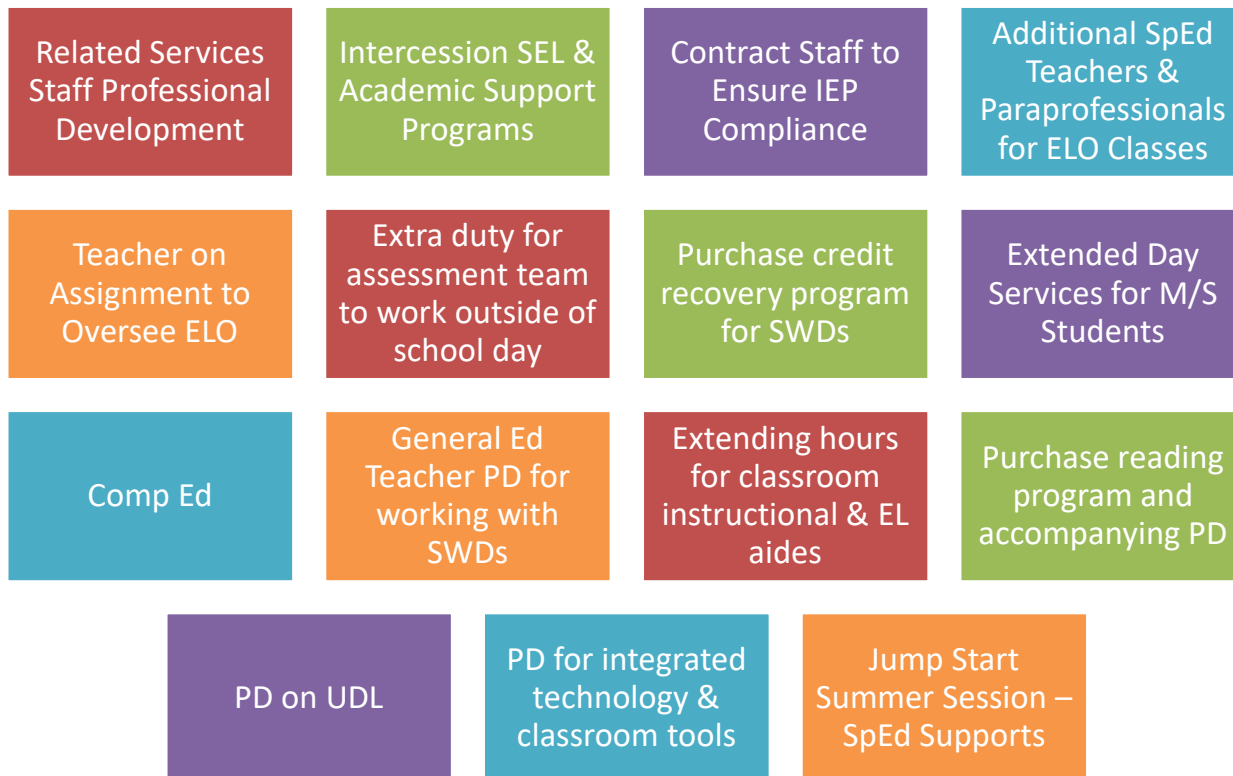 Related Services
Staff Professional
Development
Intercession SEL &
Academic Support
Programs
Contract Staff to
Ensure IEP
Compliance
Additional SpEd
Teachers &
Paraprofessionals
for ELO Classes
Teacher on
Assignment to
Oversee ELO
Extra duty for
assessment team
to work outside of
school day
Purchase credit
recovery program
for SWDs
Extended Day
Services for M/S
Students
Comp Ed
General Ed
Teacher PD for
working with
SWDs
Extending hours
for classroom
instructional & EL
aides
Purchase reading
program and
accompanying PD
PD on UDL
PD for integrated
technology &
classroom tools
Jump Start
Summer Session –
SpEd Supports